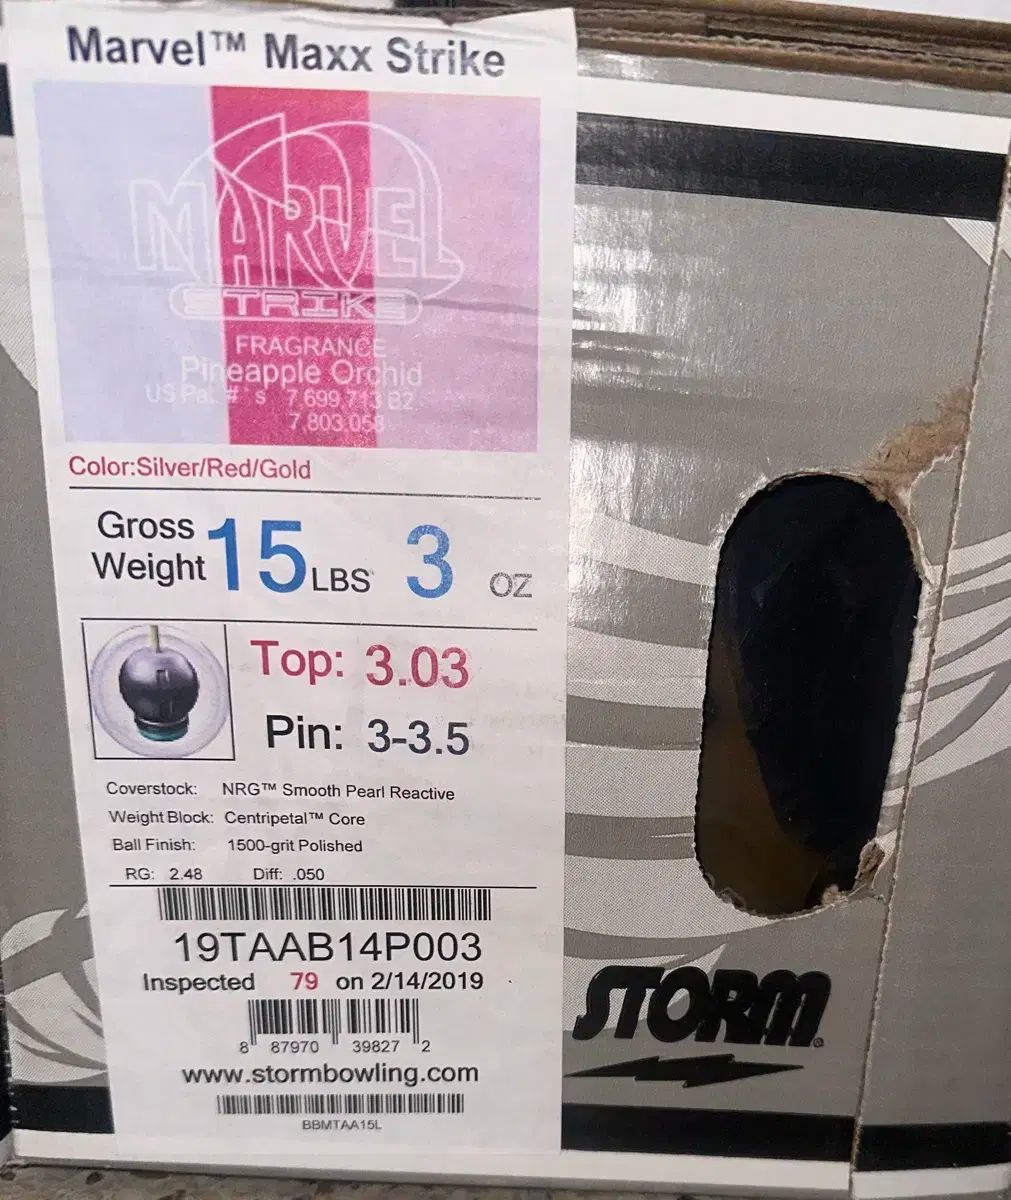 Marvel™ Maxx Strike
MARVEL
STRIKE
FRAGRANCE
Pineapple Orchid
US Pat. # s 7,699,713 B2
7,803,058
Color:Silver/Red/Gold
Gross Weight 15 LBS 3 OZ
Top: 3.03
Pin: 3-3.5
Coverstock: NRG™ Smooth Pearl Reactive
Weight Block: Centripetal™ Core
Ball Finish: 1500-grit Polished
RG: 2.48 Diff: .050
19TAAB14P003
Inspected 79 on 2/14/2019
8 87970 39827 2
www.stormbowling.com
BBMTAA15L
STORM®